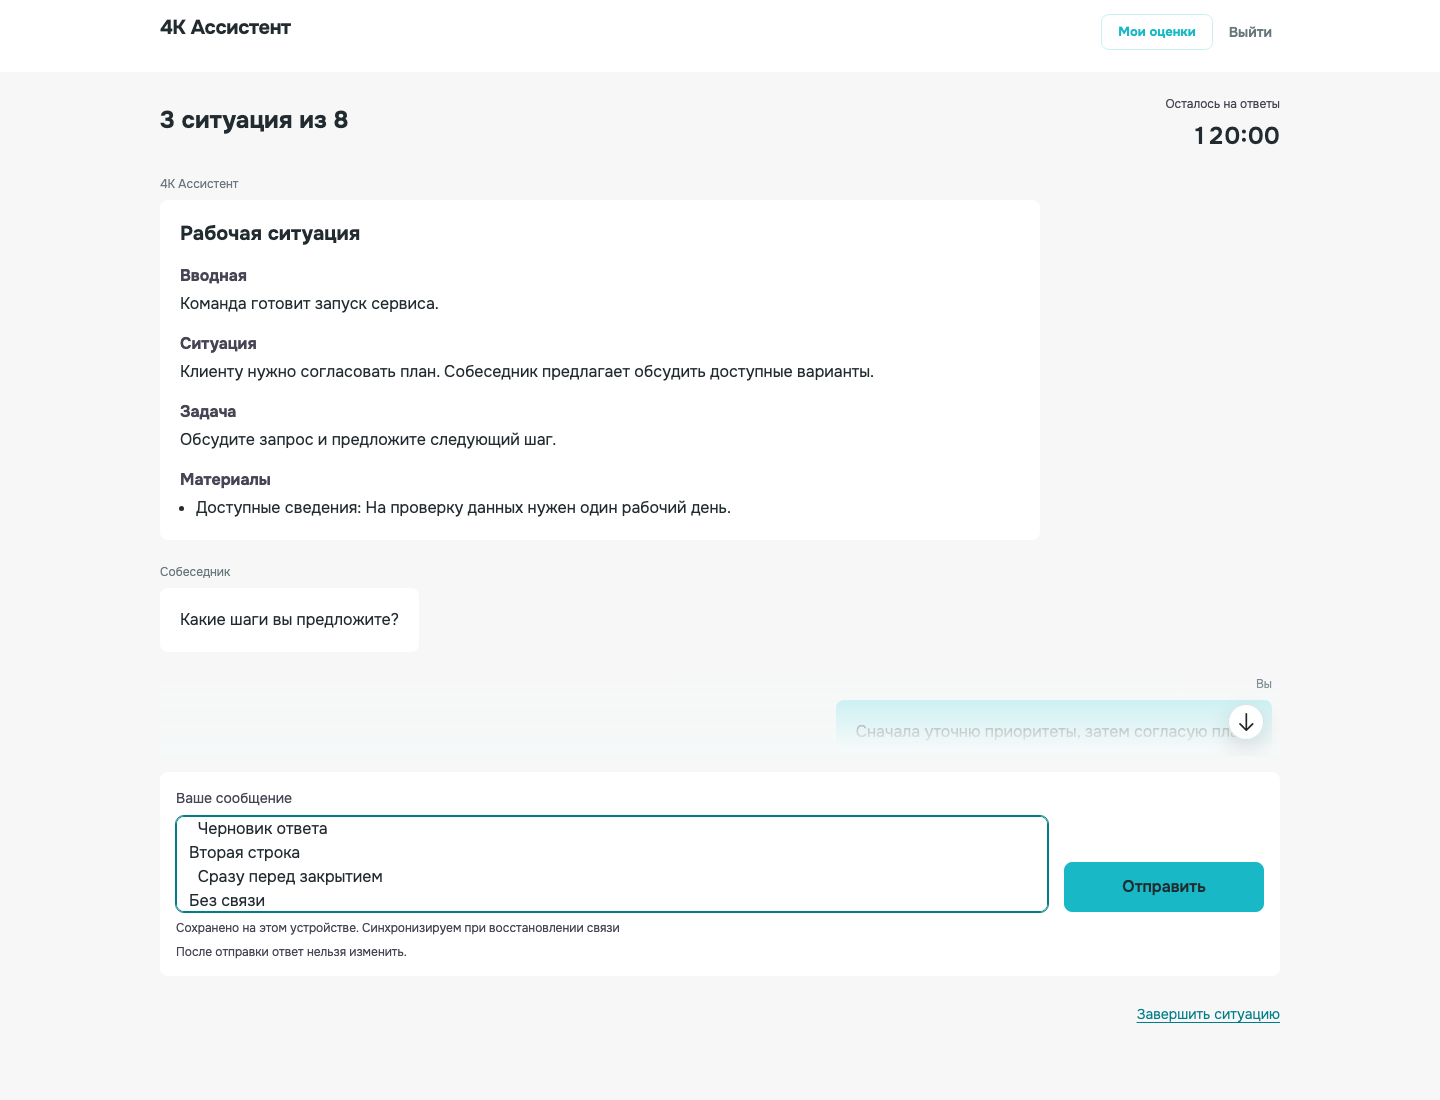 4К Ассистент
Мои оценки
Выйти
3 ситуация из 8
Осталось на ответы
120:00
4К Ассистент
Рабочая ситуация
Вводная
Команда готовит запуск сервиса.
Ситуация
Клиенту нужно согласовать план. Собеседник предлагает обсудить доступные варианты.
Задача
Обсудите запрос и предложите следующий шаг.
Материалы
• Доступные сведения: На проверку данных нужен один рабочий день.
Собеседник
Какие шаги вы предложите?
Вы
Сначала уточню приоритеты, затем согласую
Ваше сообщение
Черновик ответа
Вторая строка
Сразу перед закрытием
Без связи
Отправить
Сохранено на этом устройстве. Синхронизируем при восстановлении связи
После отправки ответ нельзя изменить.
Завершить ситуацию